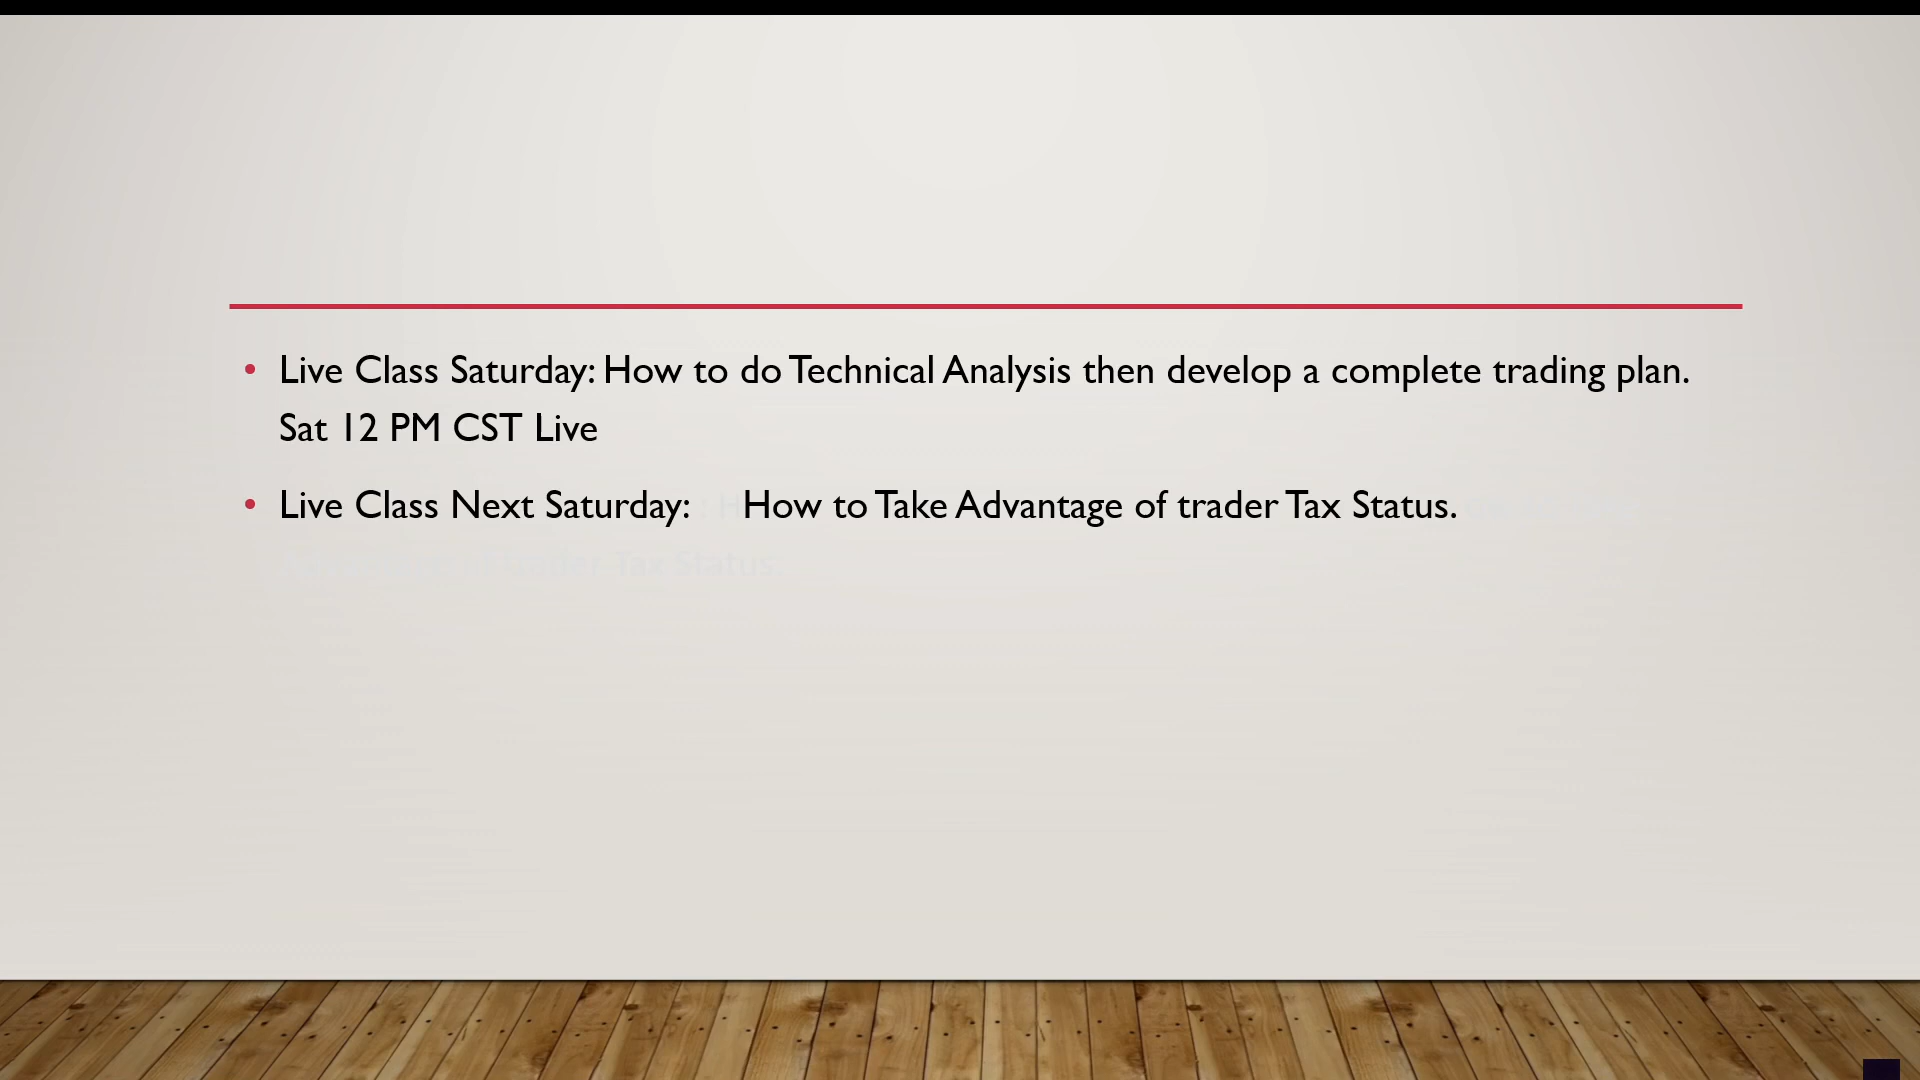 • Live Class Saturday: How to do Technical Analysis then develop a complete trading plan.
Sat 12 PM CST Live
• Live Class Next Saturday: How to Take Advantage of trader Tax Status.